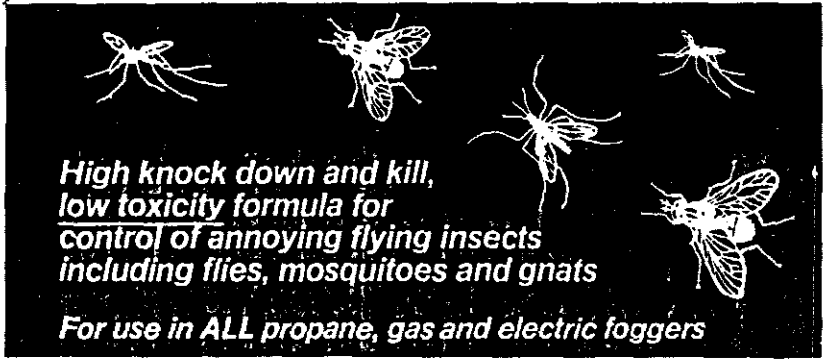 High knock down and kill,
low toxicity formula for
control of annoying flying insects
including flies, mosquitoes and gnats
For use in ALL propane, gas and electric foggers